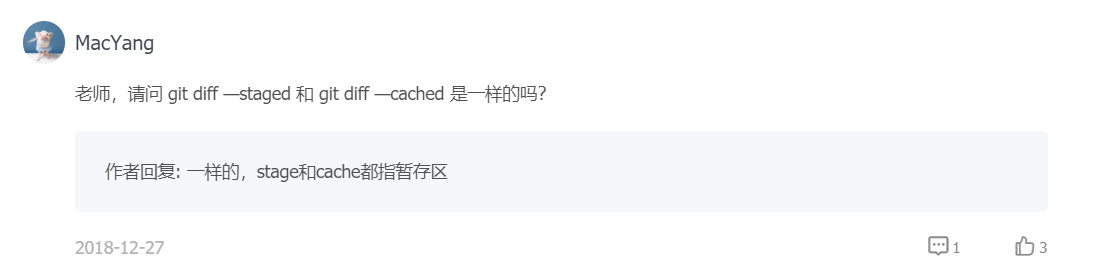 MacYang
老师，请问 git diff —staged 和 git diff —cached 是一样的吗？
作者回复: 一样的，stage和cache都指暂存区
2018-12-27
1
3